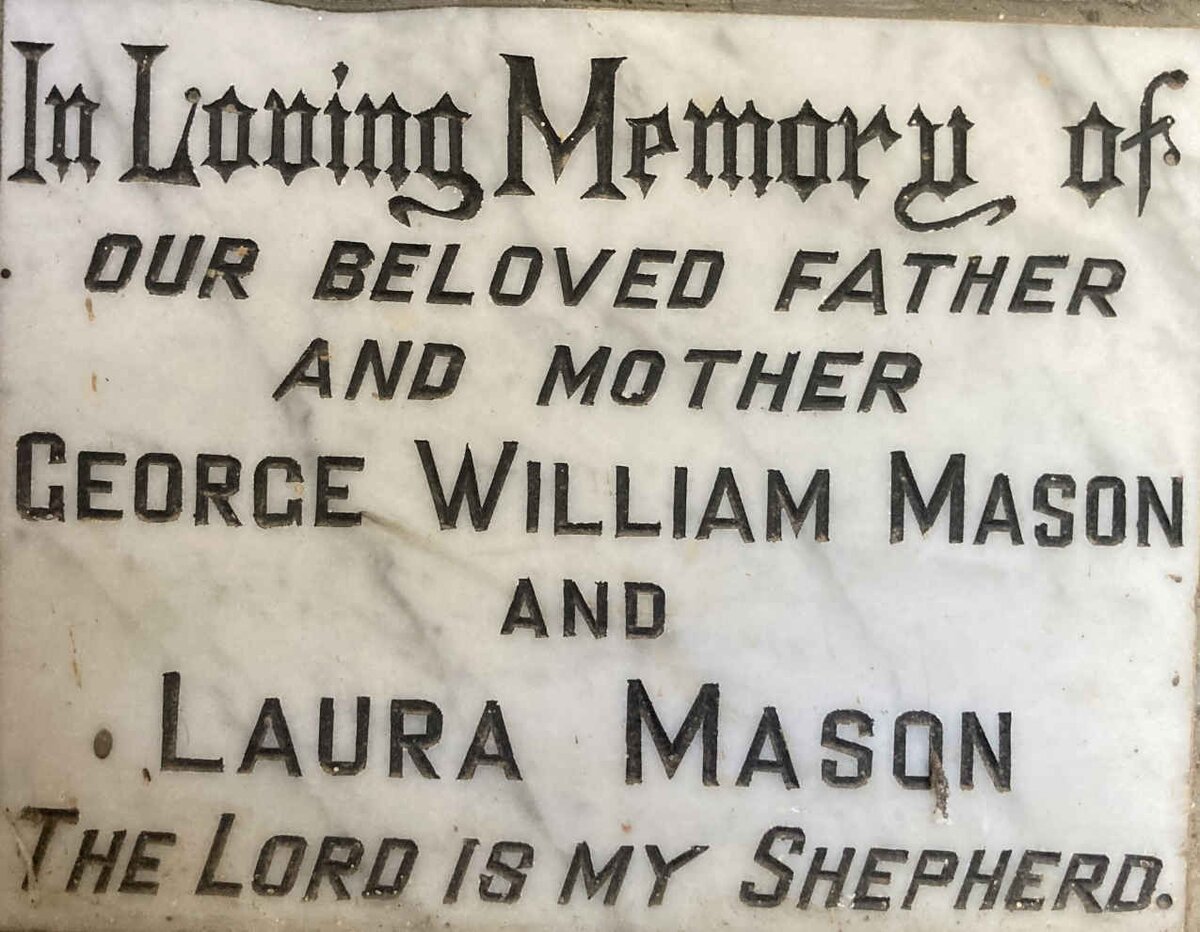 In Loving Memory of
OUR BELOVED FATHER
AND MOTHER
GEORGE WILLIAM MASON
AND
LAURA MASON
THE LORD IS MY SHEPHERD.